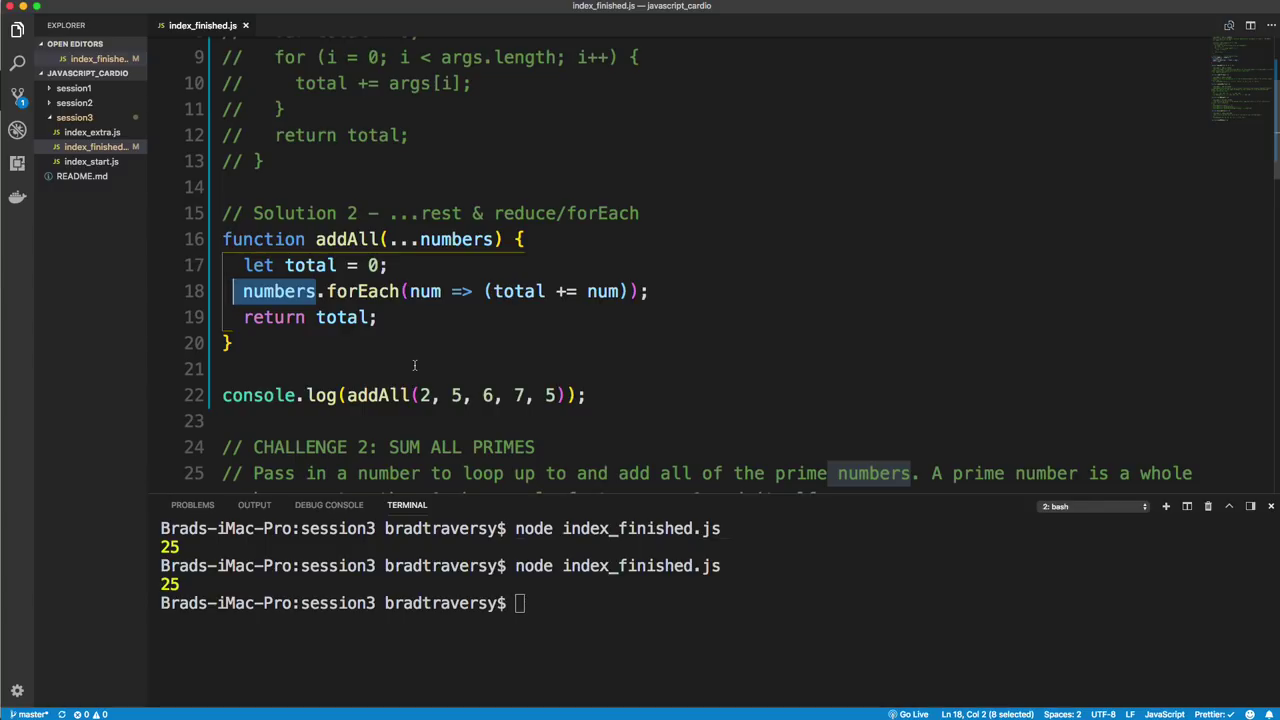 index_finished.js — javascript_cardio
EXPLORER
index_finished.js ×
OPEN EDITORS
index_finishe... M
JAVASCRIPT_CARDIO
session1
session2
session3
index_extra.js
index_finished... M
index_start.js
README.md
1
9 //   for (i = 0; i < args.length; i++) {
10 //     total += args[i];
11 //   }
12 //   return total;
13 // }
14
15 // Solution 2 - ...rest & reduce/forEach
16 function addAll(...numbers) {
17   let total = 0;
18   numbers.forEach(num => (total += num));
19   return total;
20 }
21
22 console.log(addAll(2, 5, 6, 7, 5));
23
24 // CHALLENGE 2: SUM ALL PRIMES
25 // Pass in a number to loop up to and add all of the prime numbers. A prime number is a whole
PROBLEMS OUTPUT DEBUG CONSOLE TERMINAL 2: bash
Brads-iMac-Pro:session3 bradtraversy$ node index_finished.js
25
Brads-iMac-Pro:session3 bradtraversy$ node index_finished.js
25
Brads-iMac-Pro:session3 bradtraversy$
master* 0 0 Go Live Ln 18, Col 2 (8 selected) Spaces: 2 UTF-8 LF JavaScript Prettier: ✓